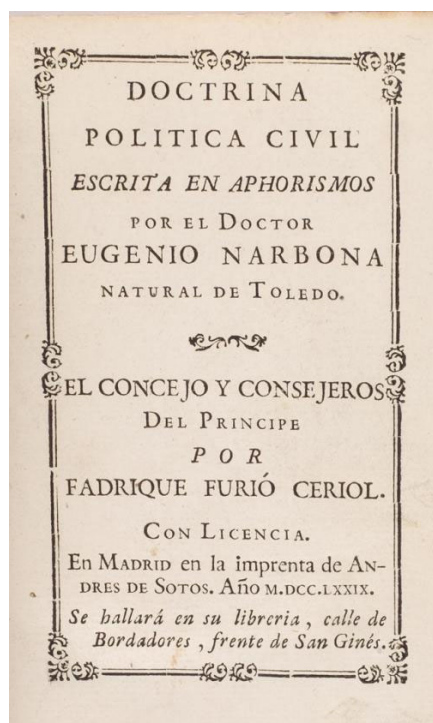 DOCTRINA
POLITICA CIVIL
ESCRITA EN APHORISMOS
POR EL DOCTOR
EUGENIO NARBONA
NATURAL DE TOLEDO.
EL CONCEJO Y CONSEJEROS
DEL PRINCIPE
POR
FADRIQUE FURIÓ CERIOL.
CON LICENCIA.
En MADRID en la imprenta de AN-
DRES DE SOTOS. Año M.DCC.LXXIX.
Se hallará en su libreria, calle de
Bordadores, frente de San Ginés.